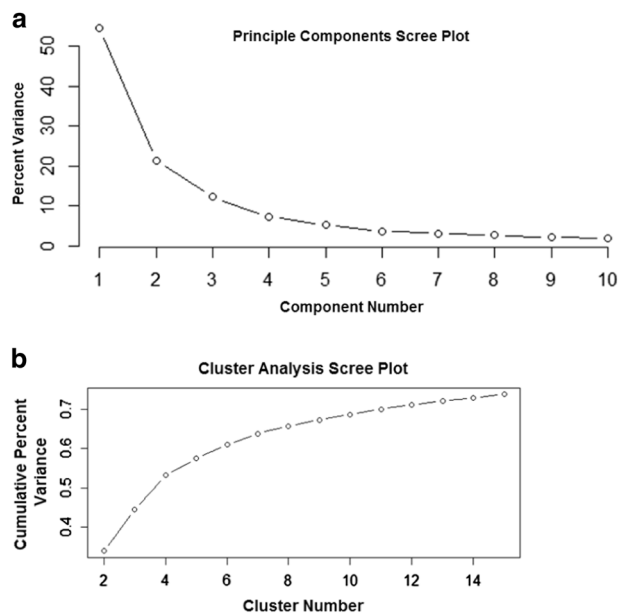 a
Principle Components Scree Plot
Percent Variance
50
40
30
20
10
0
1 2 3 4 5 6 7 8 9 10
Component Number
b
Cluster Analysis Scree Plot
Cumulative Percent
Variance
0.7
0.6
0.5
0.4
2 4 6 8 10 12 14
Cluster Number